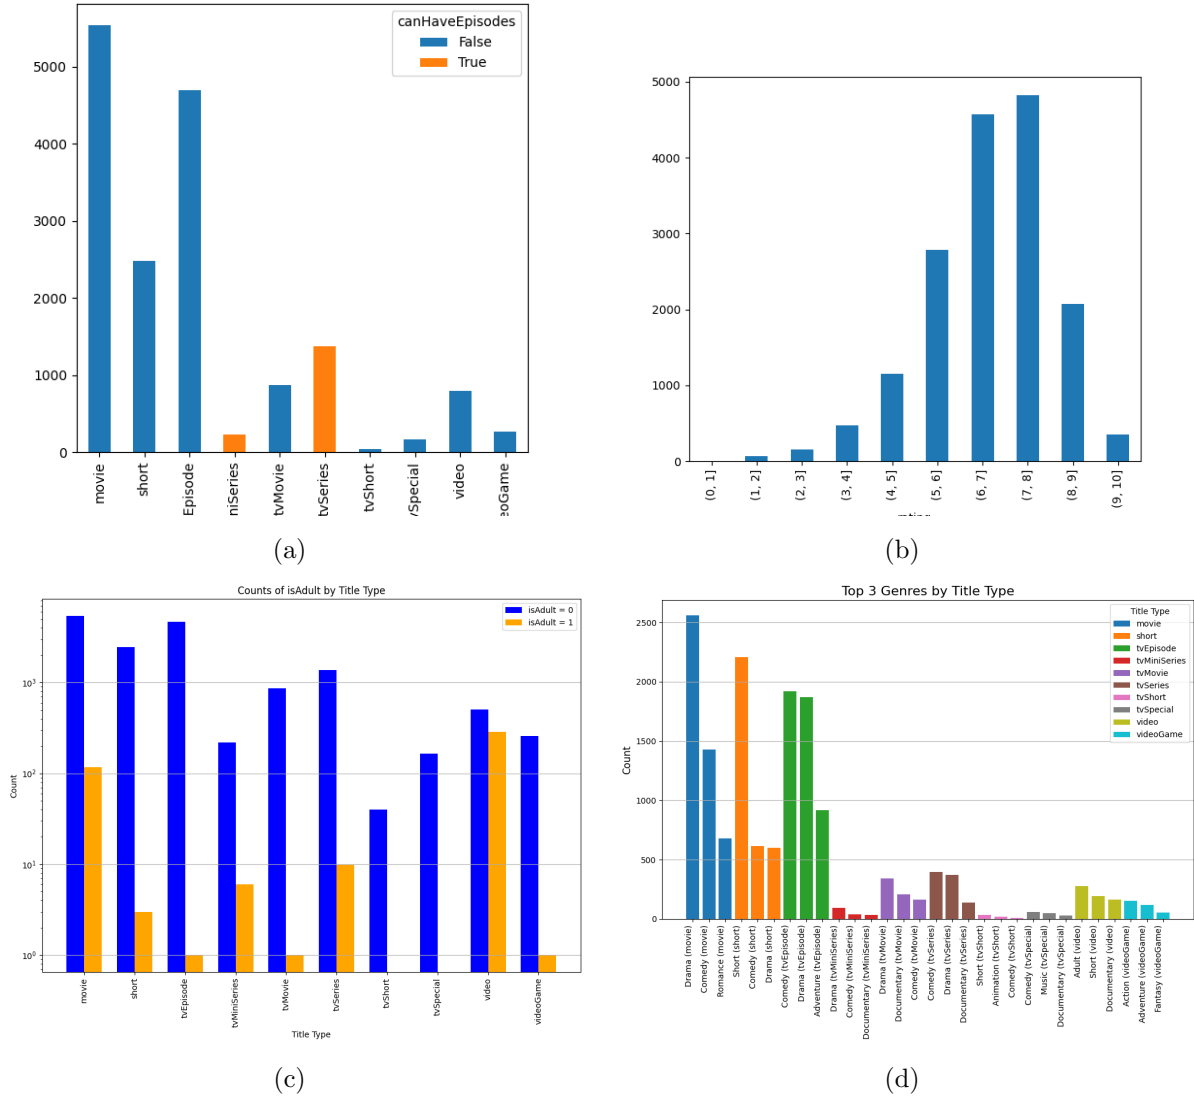 canHaveEpisodes
False
True
5000
4000
3000
2000
1000
0
movie
short
Episode
niSeries
tvMovie
tvSeries
tvShort
vSpecial
video
eoGame
(a)
5000
4000
3000
2000
1000
0
(0, 1]
(1, 2]
(2, 3]
(3, 4]
(4, 5]
(5, 6]
(6, 7]
(7, 8]
(8, 9]
(9, 10]
(b)
Counts of isAdult by Title Type
isAdult = 0
isAdult = 1
Count
10³
10²
10¹
10⁰
movie
short
tvEpisode
tvMiniSeries
tvMovie
tvSeries
tvShort
tvSpecial
video
videoGame
Title Type
(c)
Top 3 Genres by Title Type
Title Type
movie
short
tvEpisode
tvMiniSeries
tvMovie
tvSeries
tvShort
tvSpecial
video
videoGame
Count
2500
2000
1500
1000
500
0
Drama (movie)
Comedy (movie)
Romance (movie)
Short (short)
Comedy (short)
Drama (short)
Comedy (tvEpisode)
Drama (tvEpisode)
Adventure (tvEpisode)
Drama (tvMiniSeries)
Comedy (tvMiniSeries)
Documentary (tvMiniSeries)
Drama (tvMovie)
Documentary (tvMovie)
Comedy (tvMovie)
Comedy (tvSeries)
Drama (tvSeries)
Documentary (tvSeries)
Short (tvShort)
Animation (tvShort)
Comedy (tvShort)
Comedy (tvSpecial)
Music (tvSpecial)
Documentary (tvSpecial)
Adult (video)
Short (video)
Documentary (video)
Action (videoGame)
Adventure (videoGame)
Fantasy (videoGame)
(d)